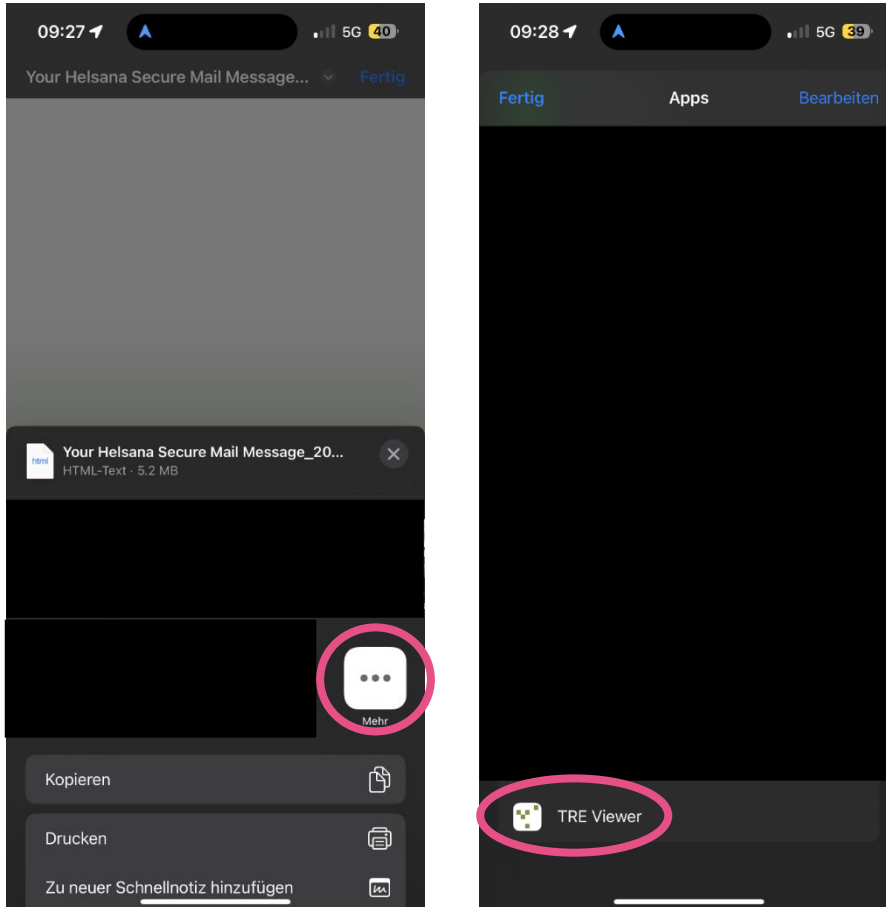 09:27
5G 40
Your Helsana Secure Mail Message...
Fertig
html
Your Helsana Secure Mail Message_20...
HTML-Text · 5.2 MB
Mehr
Kopieren
Drucken
Zu neuer Schnellnotiz hinzufügen
09:28
5G 39
Fertig
Apps
Bearbeiten
TRE Viewer